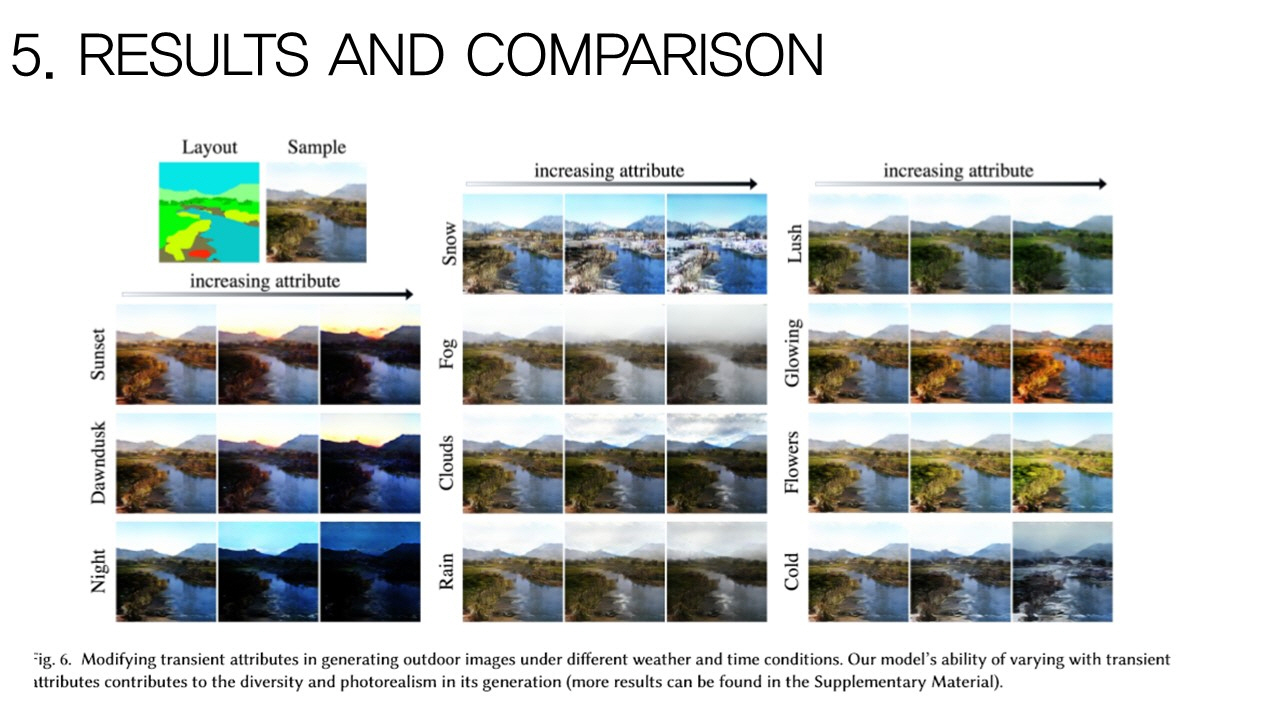 5. RESULTS AND COMPARISON
Layout
Sample
increasing attribute
Sunset
Dawndusk
Night
increasing attribute
Snow
Fog
Clouds
Rain
increasing attribute
Lush
Glowing
Flowers
Cold
Fig. 6. Modifying transient attributes in generating outdoor images under different weather and time conditions. Our model's ability of varying with transient
attributes contributes to the diversity and photorealism in its generation (more results can be found in the Supplementary Material).